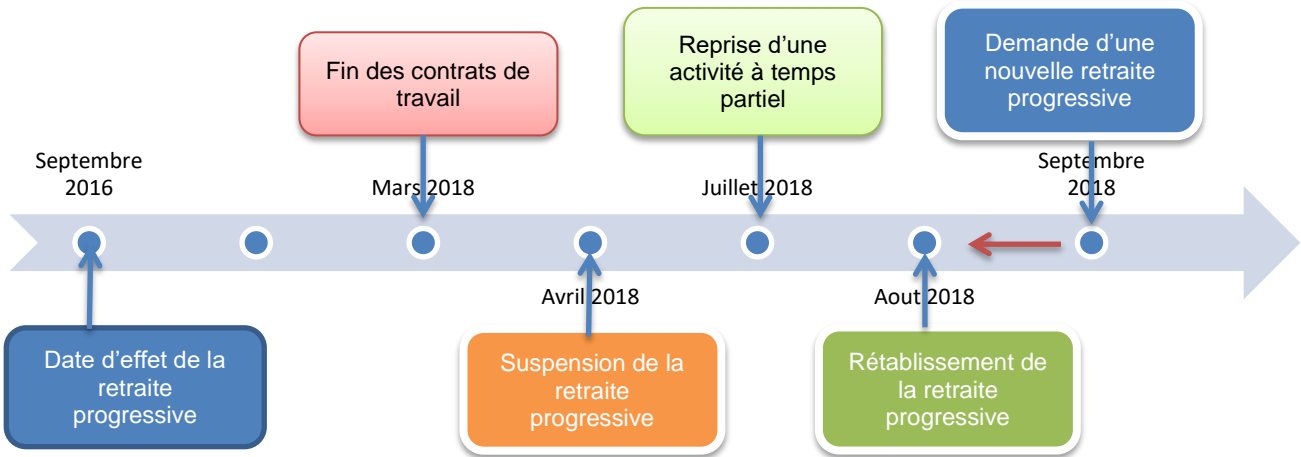 Fin des contrats de
travail
Reprise d’une
activité à temps
partiel
Demande d’une
nouvelle retraite
progressive
Septembre
2016
Mars 2018
Juillet 2018
Septembre
2018
Avril 2018
Aout 2018
Date d’effet de la
retraite
progressive
Suspension de la
retraite
progressive
Rétablissement de
la retraite
progressive